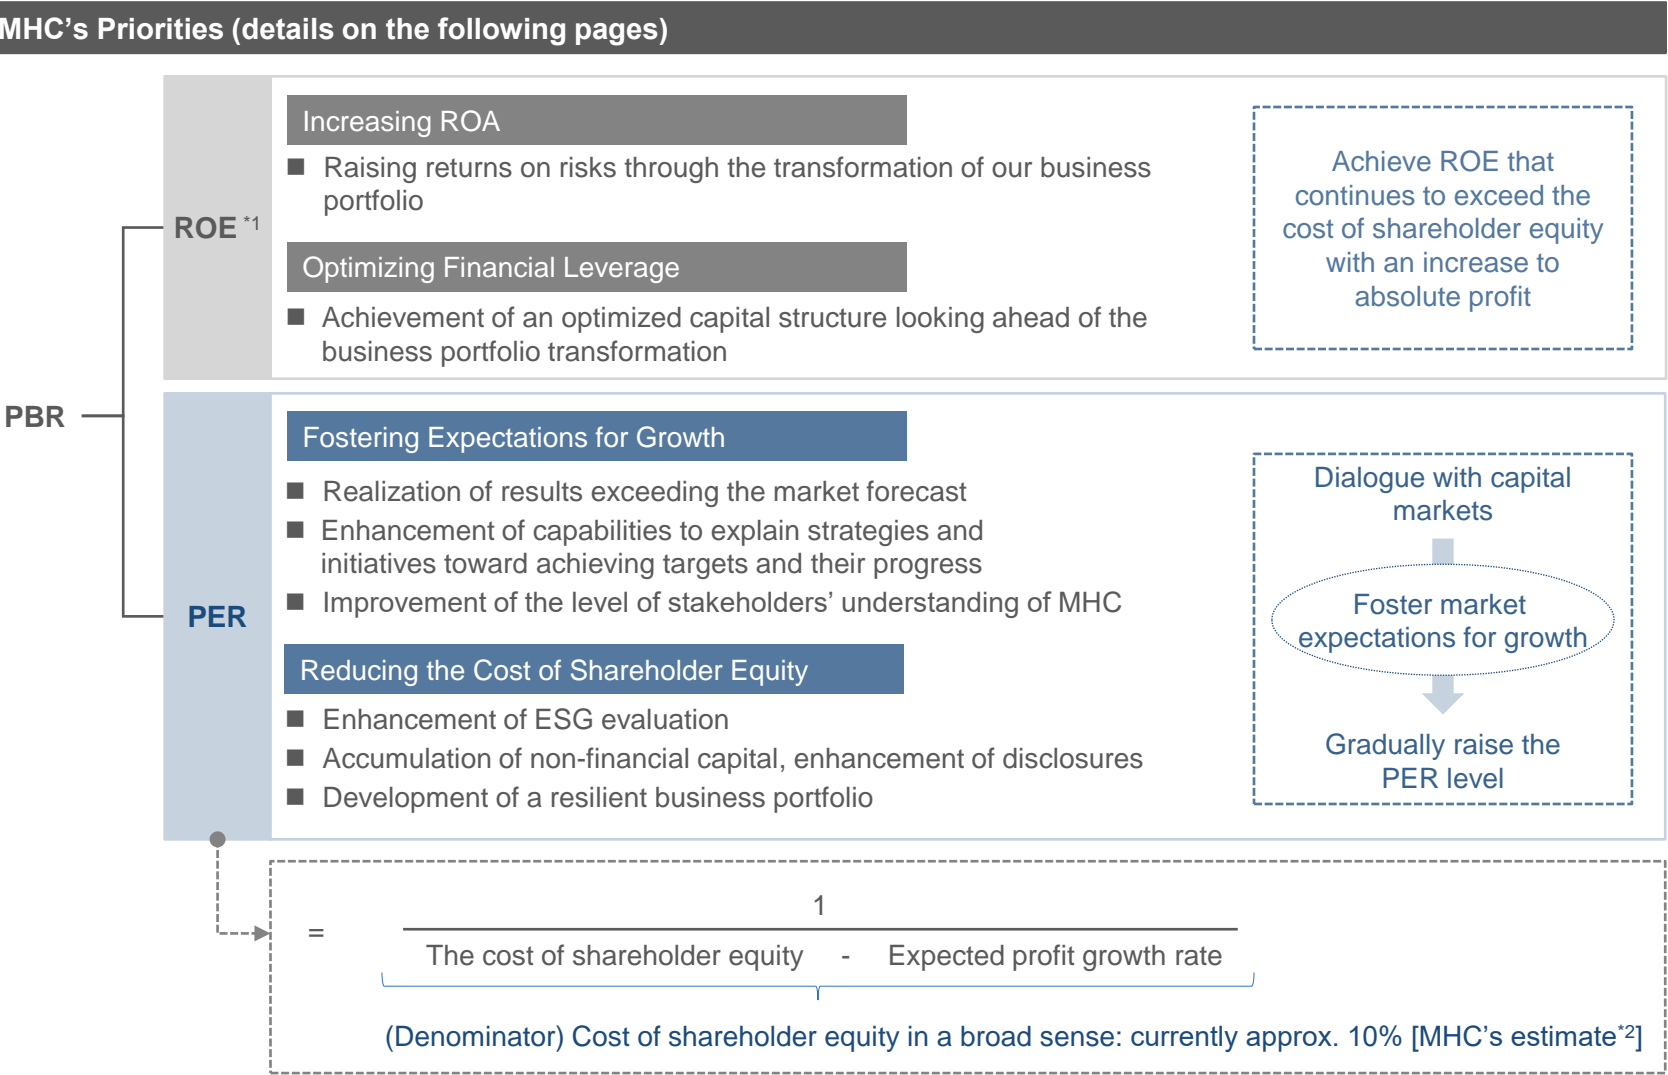 MHC’s Priorities (details on the following pages)
PBR
ROE *1
Increasing ROA
■ Raising returns on risks through the transformation of our business
portfolio
Optimizing Financial Leverage
■ Achievement of an optimized capital structure looking ahead of the
business portfolio transformation
Achieve ROE that
continues to exceed the
cost of shareholder equity
with an increase to
absolute profit
PER
Fostering Expectations for Growth
■ Realization of results exceeding the market forecast
■ Enhancement of capabilities to explain strategies and
initiatives toward achieving targets and their progress
■ Improvement of the level of stakeholders’ understanding of MHC
Reducing the Cost of Shareholder Equity
■ Enhancement of ESG evaluation
■ Accumulation of non-financial capital, enhancement of disclosures
■ Development of a resilient business portfolio
Dialogue with capital
markets
Foster market
expectations for growth
Gradually raise the
PER level
=
1
The cost of shareholder equity - Expected profit growth rate
(Denominator) Cost of shareholder equity in a broad sense: currently approx. 10% [MHC’s estimate*2]